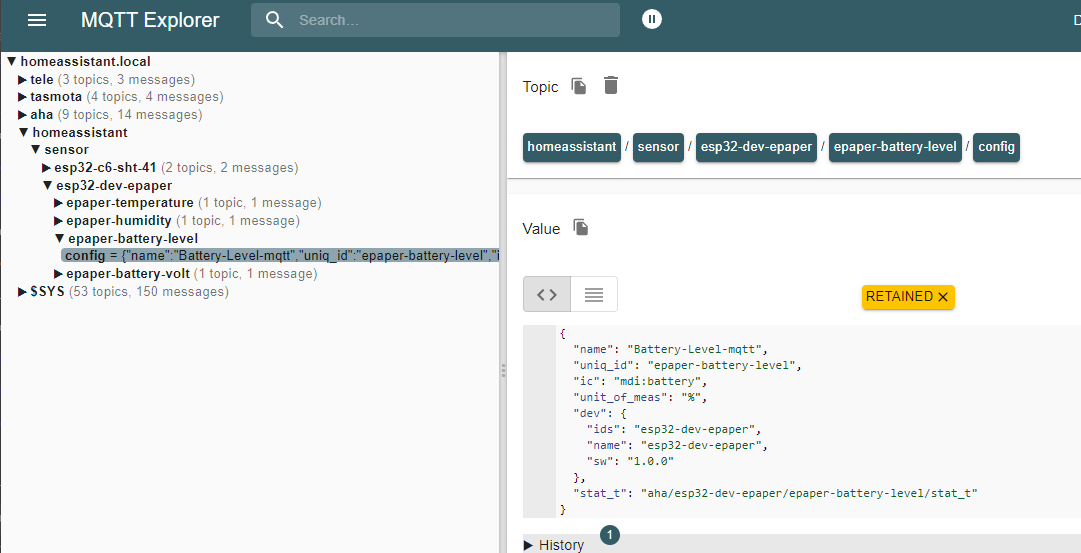 MQTT Explorer
Search...
D
▼ homeassistant.local
▶ tele (3 topics, 3 messages)
▶ tasmota (4 topics, 4 messages)
▶ aha (9 topics, 14 messages)
▼ homeassistant
▼ sensor
▶ esp32-c6-sht-41 (2 topics, 2 messages)
▼ esp32-dev-epaper
▶ epaper-temperature (1 topic, 1 message)
▶ epaper-humidity (1 topic, 1 message)
▼ epaper-battery-level
config = {"name":"Battery-Level-mqtt","uniq_id":"epaper-battery-level","i
▶ epaper-battery-volt (1 topic, 1 message)
▶ $SYS (53 topics, 150 messages)
Topic
homeassistant / sensor / esp32-dev-epaper / epaper-battery-level / config
Value
RETAINED ✕
{
"name": "Battery-Level-mqtt",
"uniq_id": "epaper-battery-level",
"ic": "mdi:battery",
"unit_of_meas": "%",
"dev": {
"ids": "esp32-dev-epaper",
"name": "esp32-dev-epaper",
"sw": "1.0.0"
},
"stat_t": "aha/esp32-dev-epaper/epaper-battery-level/stat_t"
}
▶ History 1